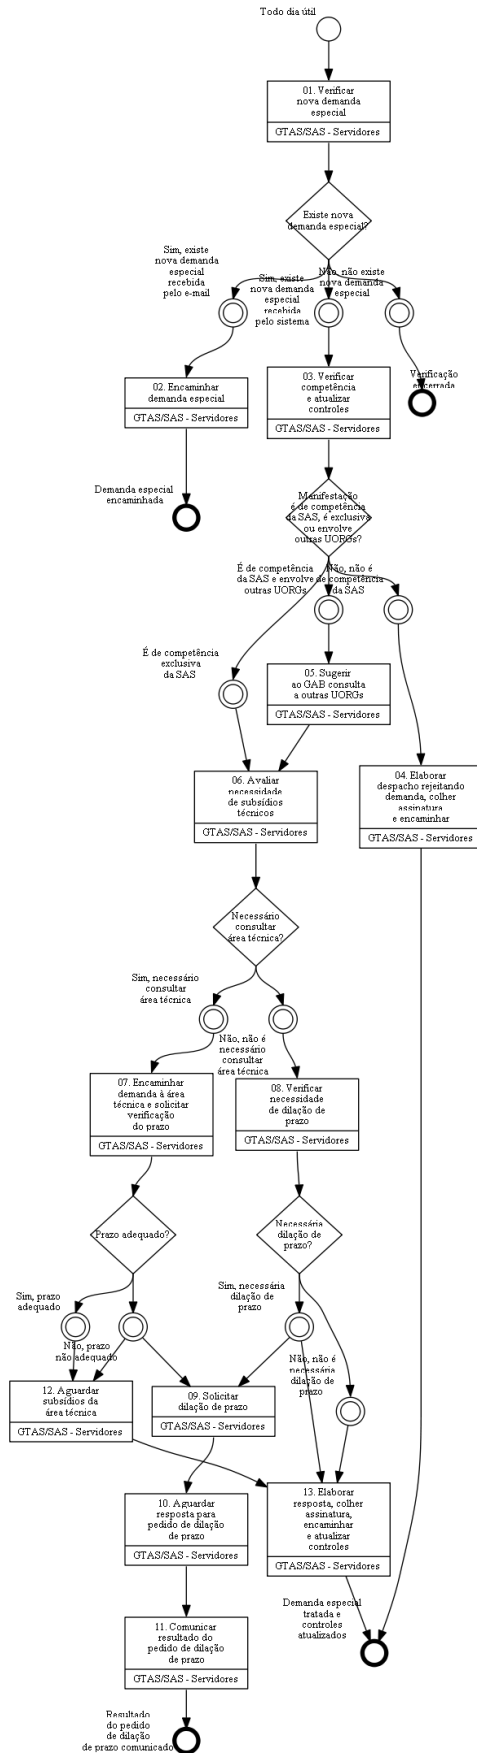 Todo dia útil
01. Verificar
nova demanda
especial
GTAS/SAS - Servidores
Existe nova
demanda especial?
Sim, existe
nova demanda
especial
recebida
pelo e-mail
Sim, existe
nova demanda
especial
recebida
pelo sistema
Não, não existe
nova demanda
especial
02. Encaminhar
demanda especial
GTAS/SAS - Servidores
03. Verificar
competência
e atualizar
controles
GTAS/SAS - Servidores
Verificação
encerrada
Demanda especial
encaminhada
Manifestação
é de competência
da SAS, é exclusiva
ou envolve
outras UORGs?
É de competência
da SAS e envolve
outras UORGs
Não, não é
de competência
da SAS
É de competência
exclusiva
da SAS
05. Sugerir
ao GAB consulta
a outras UORGs
GTAS/SAS - Servidores
06. Avaliar
necessidade
de subsídios
técnicos
GTAS/SAS - Servidores
04. Elaborar
despacho rejeitando
demanda, colher
assinatura
e encaminhar
GTAS/SAS - Servidores
Necessário
consultar
área técnica?
Sim, necessário
consultar
área técnica
Não, não é
necessário
consultar
área técnica
07. Encaminhar
demanda à área
técnica e solicitar
verificação
do prazo
GTAS/SAS - Servidores
08. Verificar
necessidade
de dilação de
prazo
GTAS/SAS - Servidores
Prazo adequado?
Necessária
dilação de
prazo?
Sim, prazo
adequado
Não, prazo
não adequado
Sim, necessária
dilação de
prazo
Não, não é
necessária
dilação de
prazo
12. Aguardar
subsídios da
área técnica
GTAS/SAS - Servidores
09. Solicitar
dilação de prazo
GTAS/SAS - Servidores
10. Aguardar
resposta para
pedido de dilação
de prazo
GTAS/SAS - Servidores
13. Elaborar
resposta, colher
assinatura,
encaminhar
e atualizar
controles
GTAS/SAS - Servidores
Demanda especial
tratada e
controles
atualizados
11. Comunicar
resultado do
pedido de dilação
de prazo
GTAS/SAS - Servidores
Resultado
do pedido
de dilação
de prazo comunicado